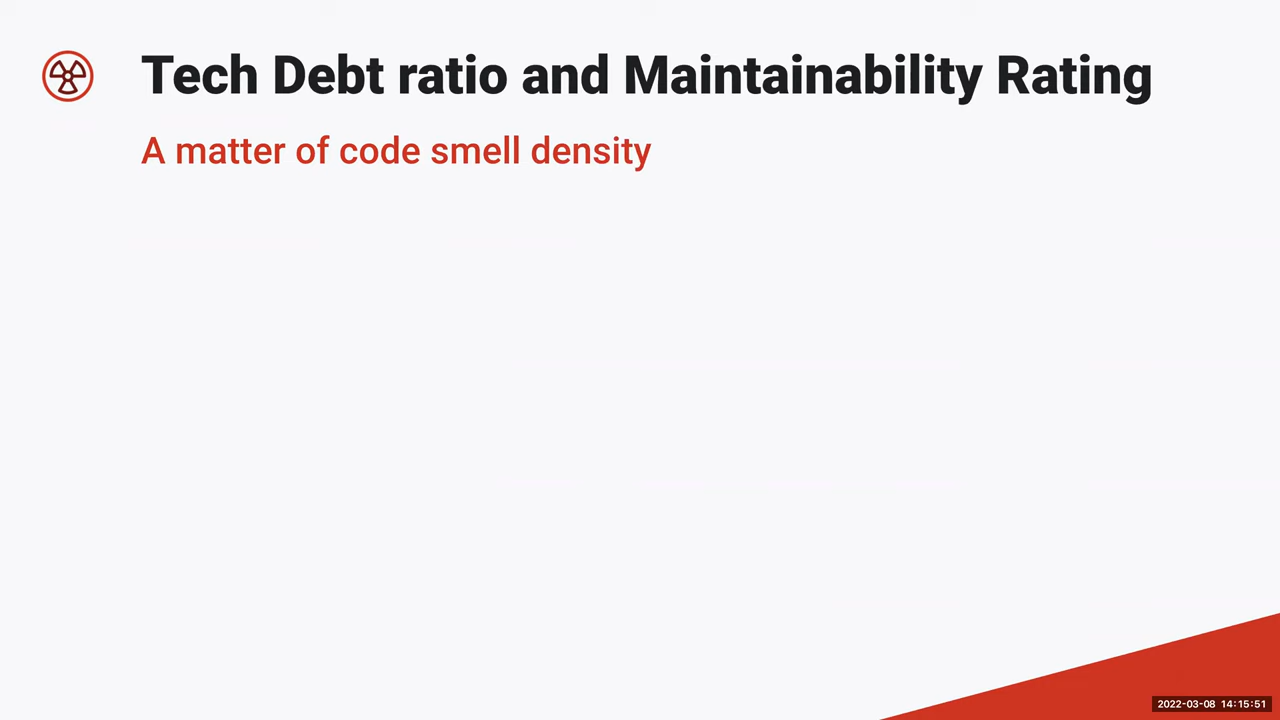 Tech Debt ratio and Maintainability Rating
A matter of code smell density
2022-03-08 14:15:51